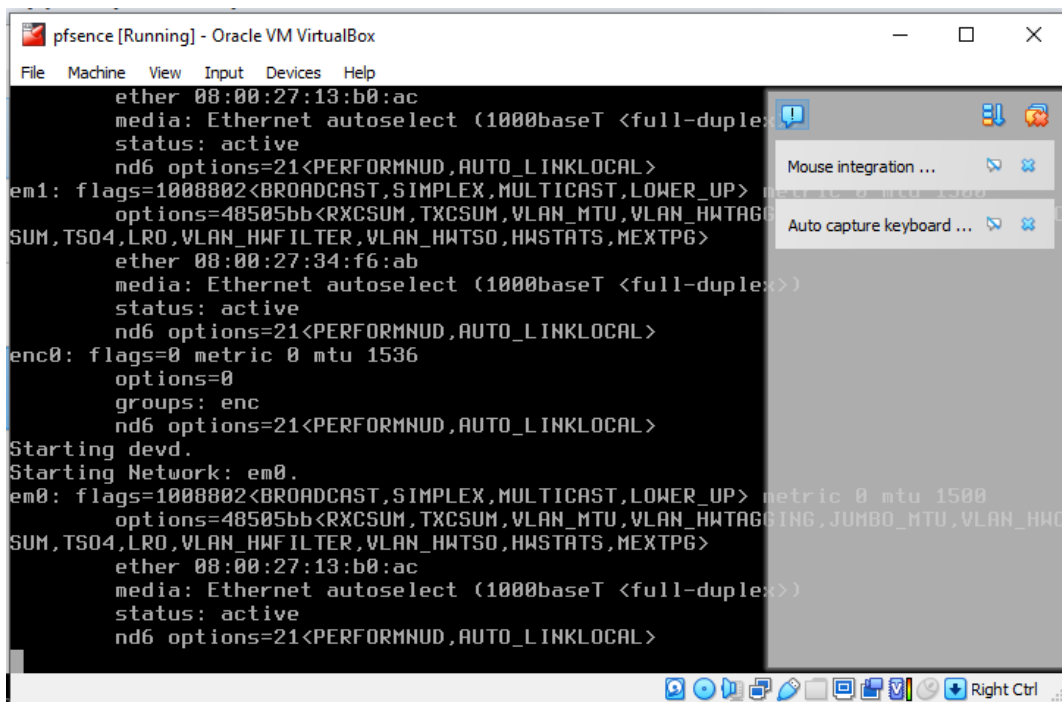 pfsence [Running] - Oracle VM VirtualBox
File Machine View Input Devices Help
ether 08:00:27:13:b0:ac
media: Ethernet autoselect (1000baseT <full-duplex
status: active
nd6 options=21<PERFORMNUD,AUTO_LINKLOCAL>
Mouse integration ...
em1: flags=1008802<BROADCAST,SIMPLEX,MULTICAST,LOWER_UP> metric 0 mtu 1500
options=48505bb<RXCSUM,TXCSUM,VLAN_MTU,VLAN_HWTAGG
Auto capture keyboard ...
SUM,TSO4,LRO,VLAN_HWFILTER,VLAN_HWTSO,HWSTATS,MEXTPG>
ether 08:00:27:34:f6:ab
media: Ethernet autoselect (1000baseT <full-duplex>)
status: active
nd6 options=21<PERFORMNUD,AUTO_LINKLOCAL>
enc0: flags=0 metric 0 mtu 1536
options=0
groups: enc
nd6 options=21<PERFORMNUD,AUTO_LINKLOCAL>
Starting devd.
Starting Network: em0.
em0: flags=1008802<BROADCAST,SIMPLEX,MULTICAST,LOWER_UP> metric 0 mtu 1500
options=48505bb<RXCSUM,TXCSUM,VLAN_MTU,VLAN_HWTAGGING,JUMBO_MTU,VLAN_HWC
SUM,TSO4,LRO,VLAN_HWFILTER,VLAN_HWTSO,HWSTATS,MEXTPG>
ether 08:00:27:13:b0:ac
media: Ethernet autoselect (1000baseT <full-duplex>)
status: active
nd6 options=21<PERFORMNUD,AUTO_LINKLOCAL>
Right Ctrl